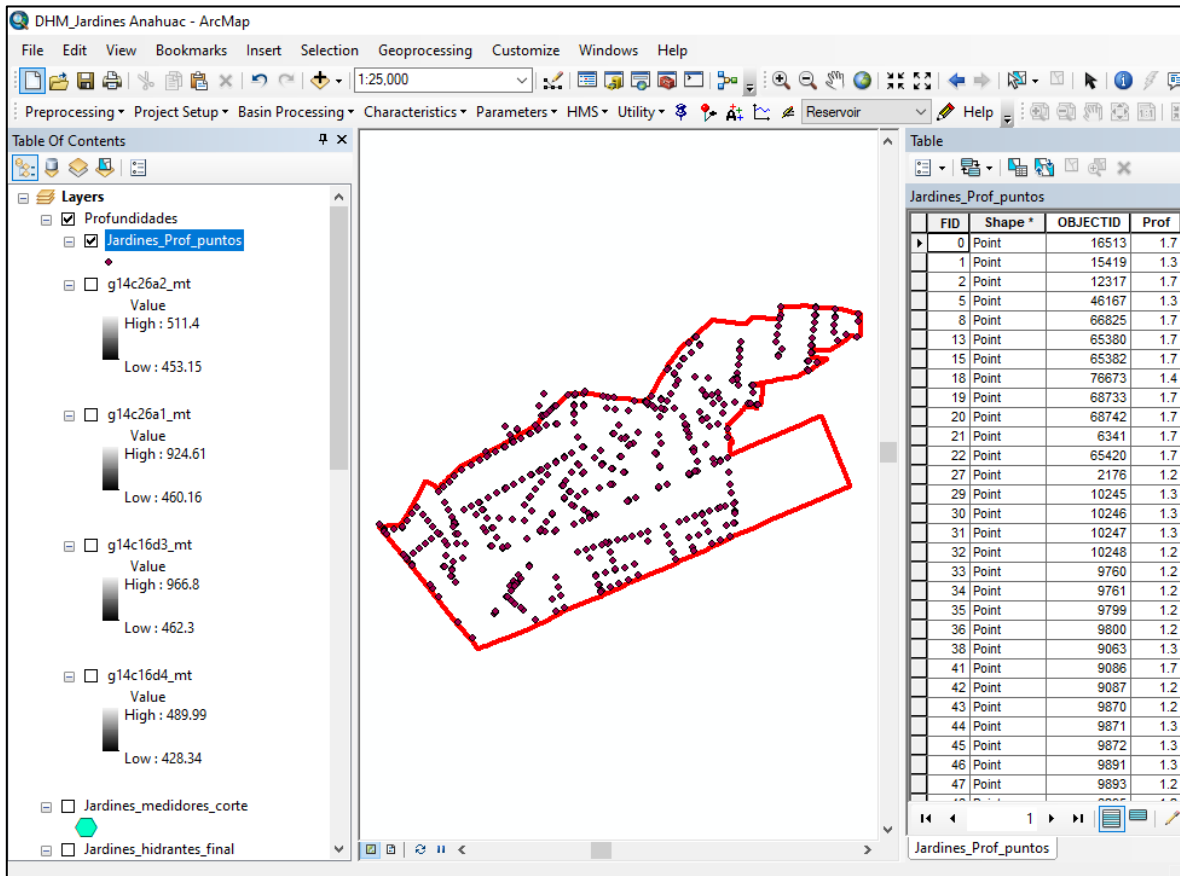 DHM_Jardines Anahuac - ArcMap
File Edit View Bookmarks Insert Selection Geoprocessing Customize Windows Help
1:25,000
Preprocessing Project Setup Basin Processing Characteristics Parameters HMS Utility Reservoir Help
Table Of Contents
Layers
Profundidades
Jardines_Prof_puntos
g14c26a2_mt
Value
High : 511.4
Low : 453.15
g14c26a1_mt
Value
High : 924.61
Low : 460.16
g14c16d3_mt
Value
High : 966.8
Low : 462.3
g14c16d4_mt
Value
High : 489.99
Low : 428.34
Jardines_medidores_corte
Jardines_hidrantes_final
Table
Jardines_Prof_puntos
FID Shape * OBJECTID Prof
0 Point 16513 1.7
1 Point 15419 1.3
2 Point 12317 1.7
5 Point 46167 1.3
8 Point 66825 1.7
13 Point 65380 1.7
15 Point 65382 1.7
18 Point 76673 1.4
19 Point 68733 1.7
20 Point 68742 1.7
21 Point 6341 1.7
22 Point 65420 1.7
27 Point 2176 1.2
29 Point 10245 1.3
30 Point 10246 1.3
31 Point 10247 1.3
32 Point 10248 1.2
33 Point 9760 1.2
34 Point 9761 1.2
35 Point 9799 1.2
36 Point 9800 1.2
38 Point 9063 1.3
41 Point 9086 1.7
42 Point 9087 1.2
43 Point 9870 1.2
44 Point 9871 1.3
45 Point 9872 1.3
46 Point 9891 1.3
47 Point 9893 1.2
1
Jardines_Prof_puntos